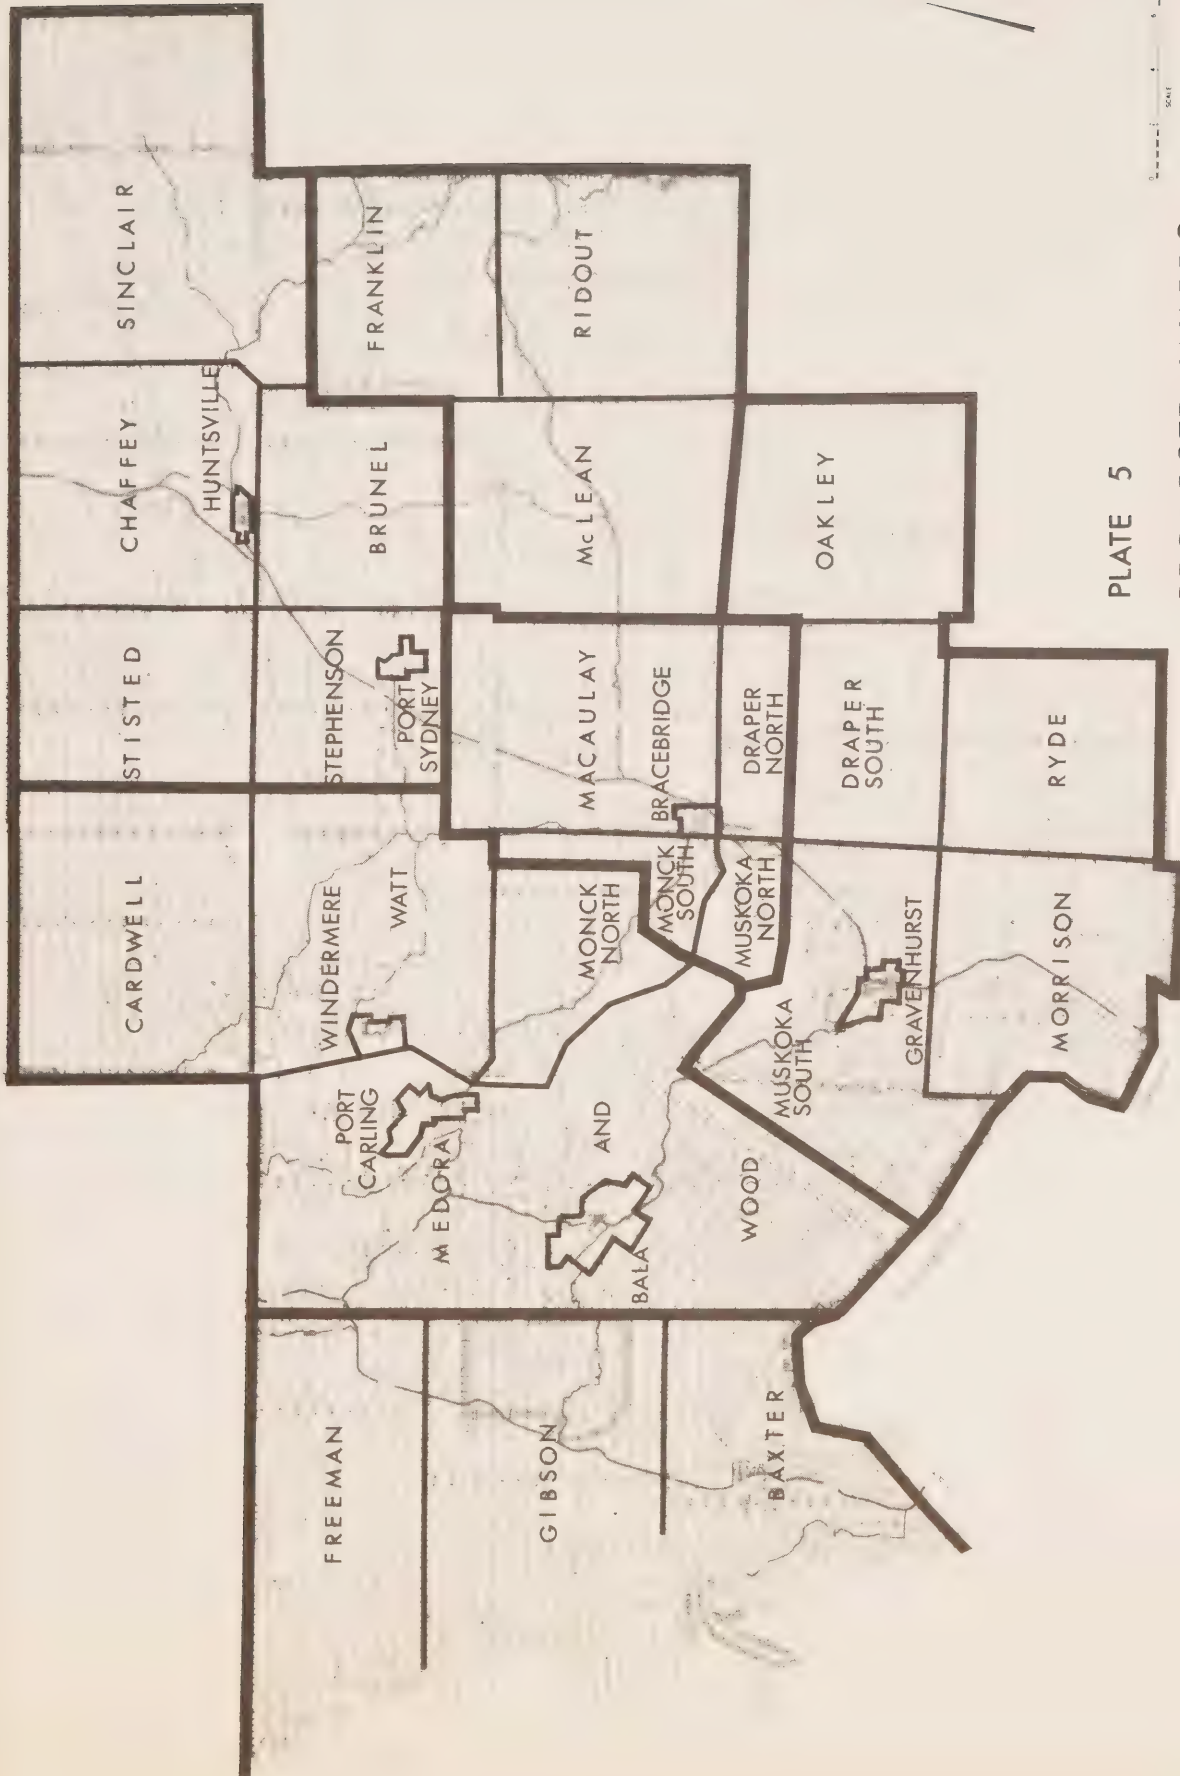 SINCLAIR
CHAFFEY
HUNTSVILLE
STISTED
CARDWELL
FRANKLIN
BRUNEL
STEPHENSON
PORT
SYDNEY
WATT
WINDERMERE
PORT
CARLING
MEDORA
AND
WOOD
FREEMAN
RIDOUT
McLEAN
MACAULAY
BRACEBRIDGE
MONCK
SOUTH
MONCK
NORTH
BALA
GIBSON
OAKLEY
DRAPER
NORTH
DRAPER
SOUTH
MUSKOKA
NORTH
MUSKOKA
SOUTH
GRAVENHURST
BAXTER
RYDE
MORRISON
PLATE 5
SCALE